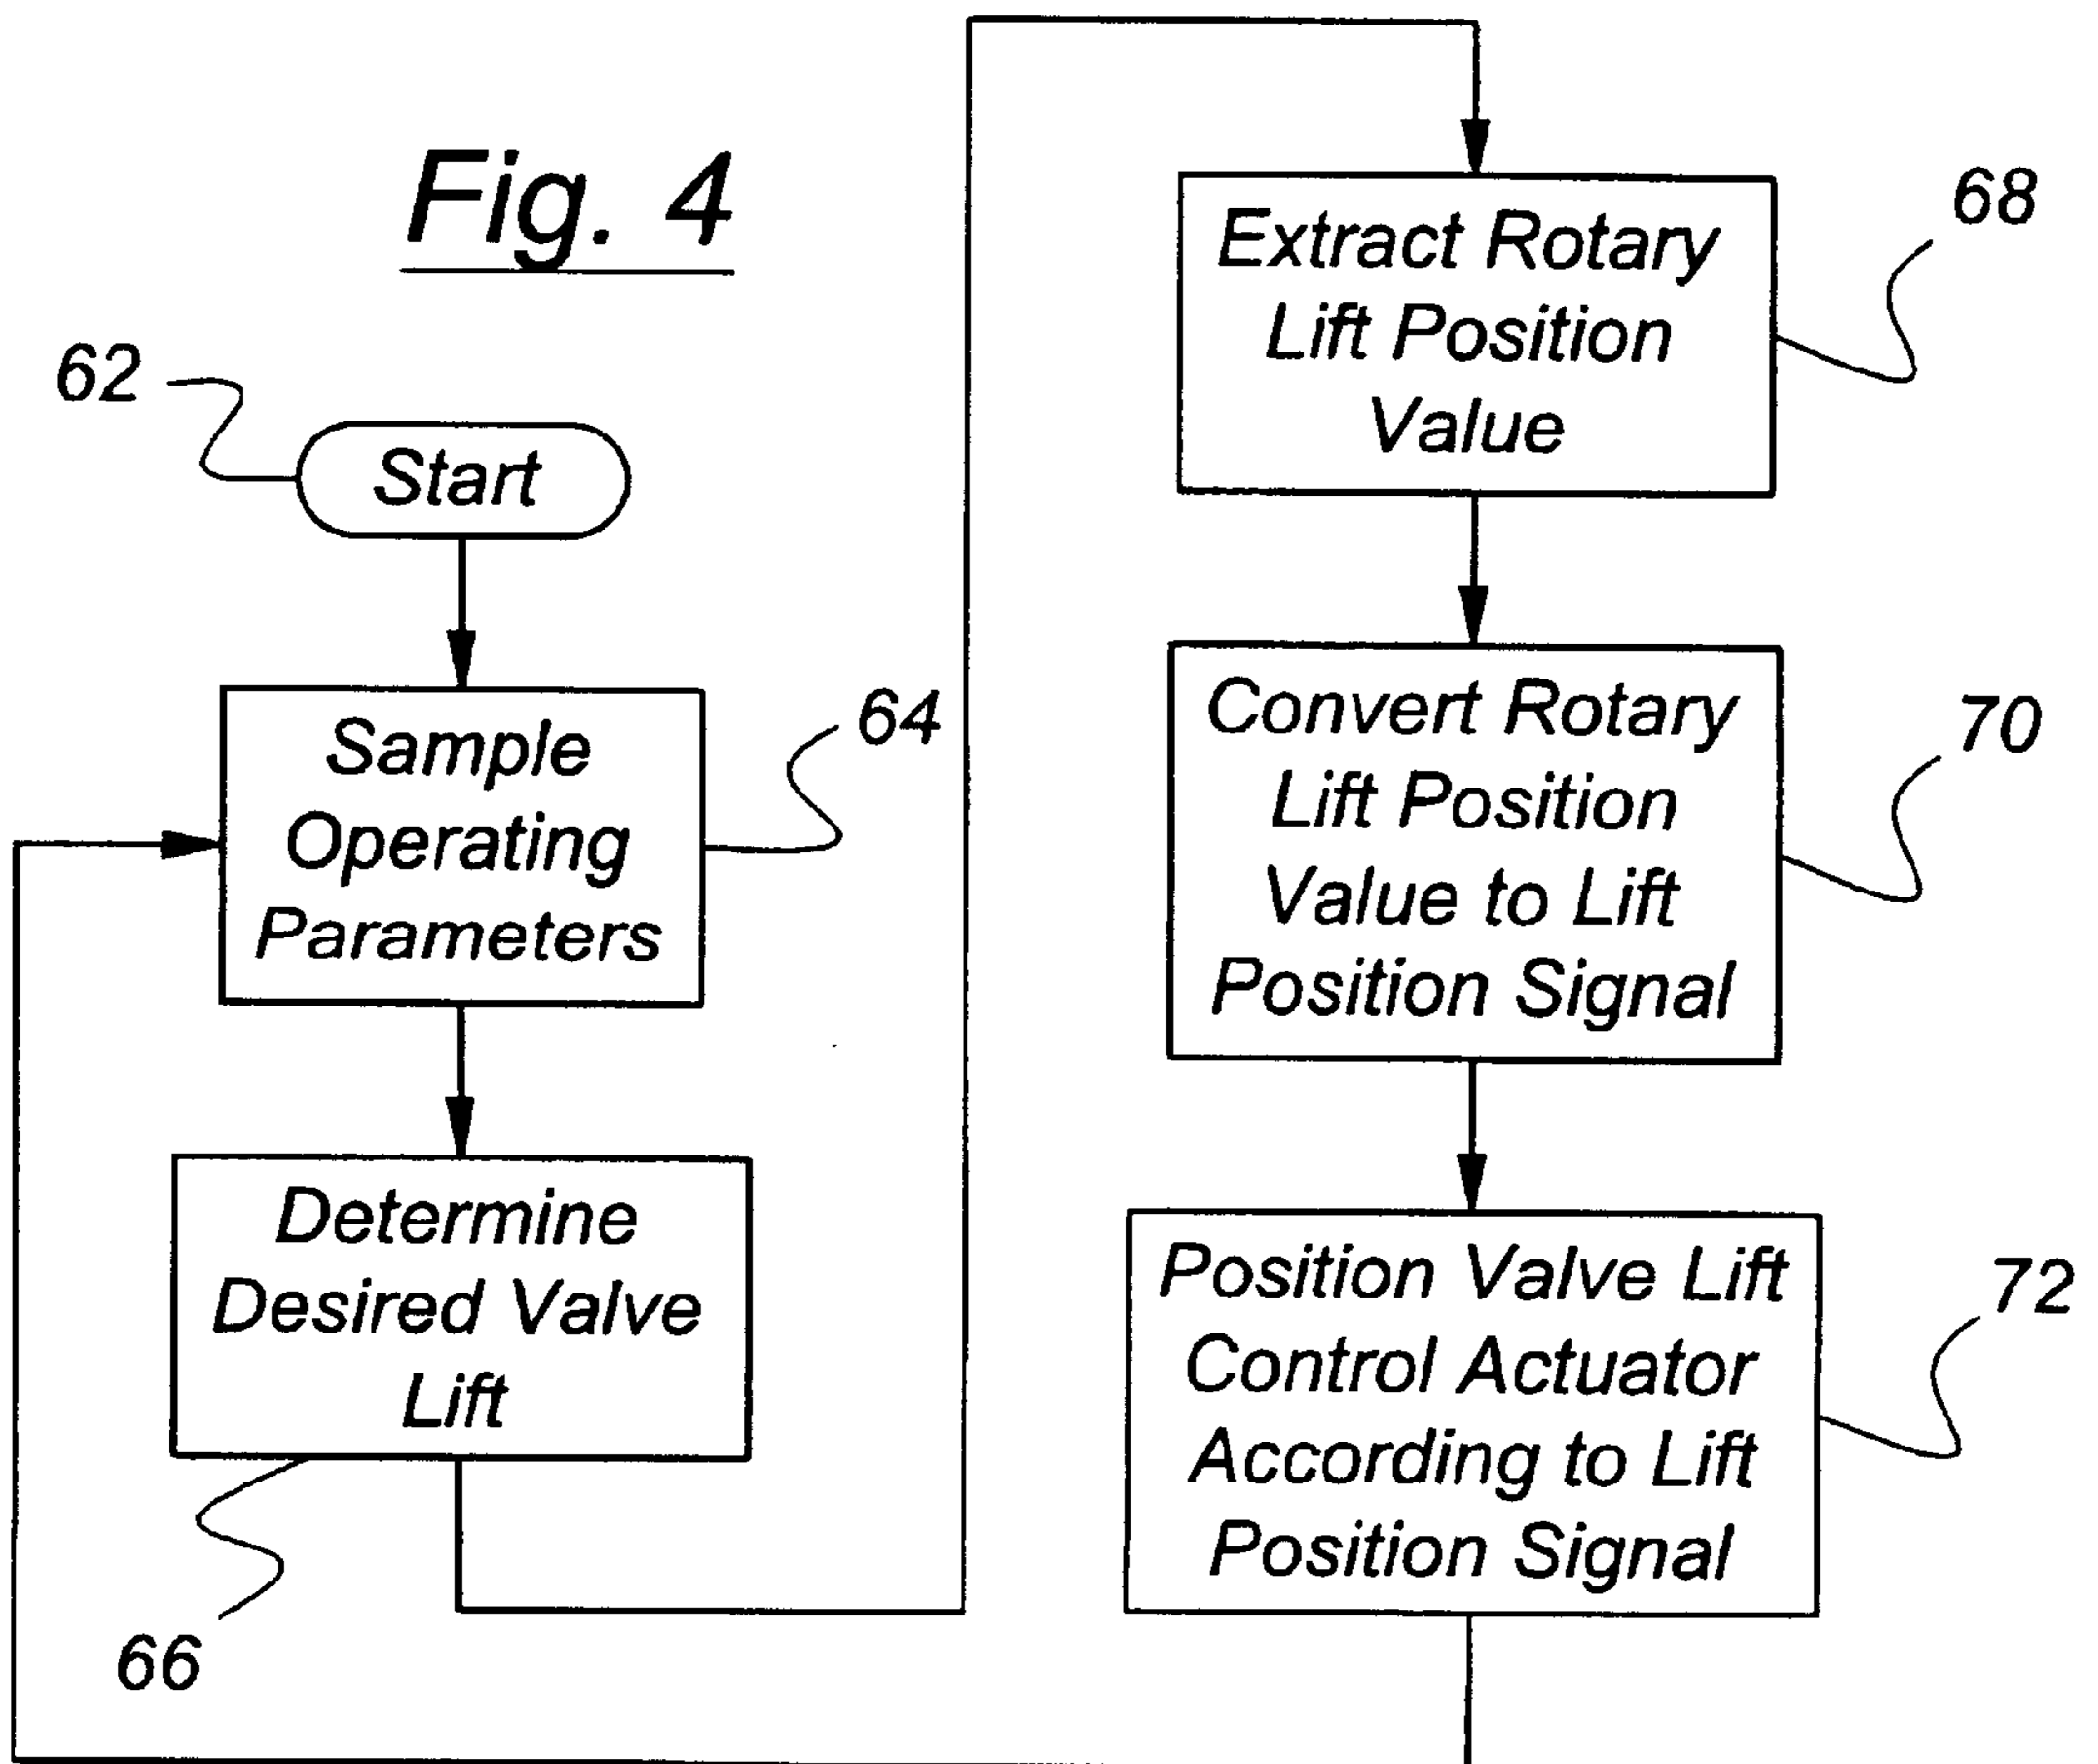 Fig. 4
62
Start
64
Sample
Operating
Parameters
Determine
Desired Valve
Lift
66
68
Extract Rotary
Lift Position
Value
70
Convert Rotary
Lift Position
Value to Lift
Position Signal
72
Position Valve Lift
Control Actuator
According to Lift
Position Signal